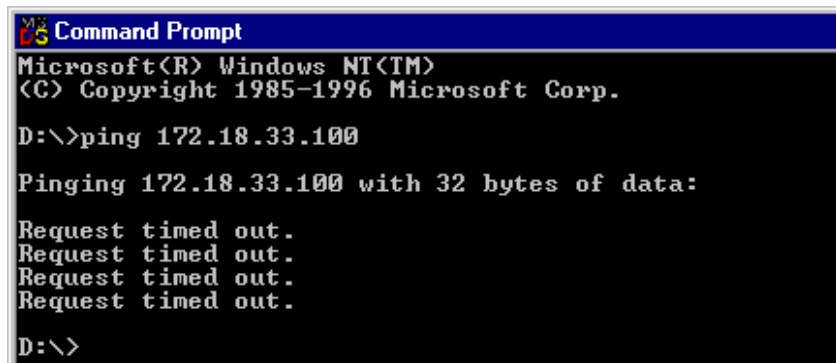 Command Prompt
Microsoft(R) Windows NT(TM)
(C) Copyright 1985-1996 Microsoft Corp.
D:\>ping 172.18.33.100
Pinging 172.18.33.100 with 32 bytes of data:
Request timed out.
Request timed out.
Request timed out.
Request timed out.
D:\>